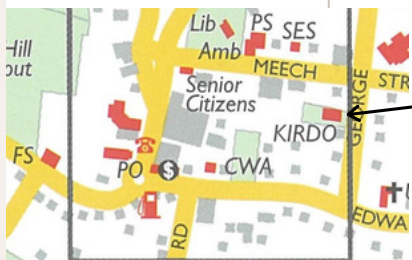 Lib
PS
SES
Hill
out
Amb
MEECH
STR
Senior
Citizens
GEORGE
KIRDO
FS
PO
$
CWA
EDWA
RD